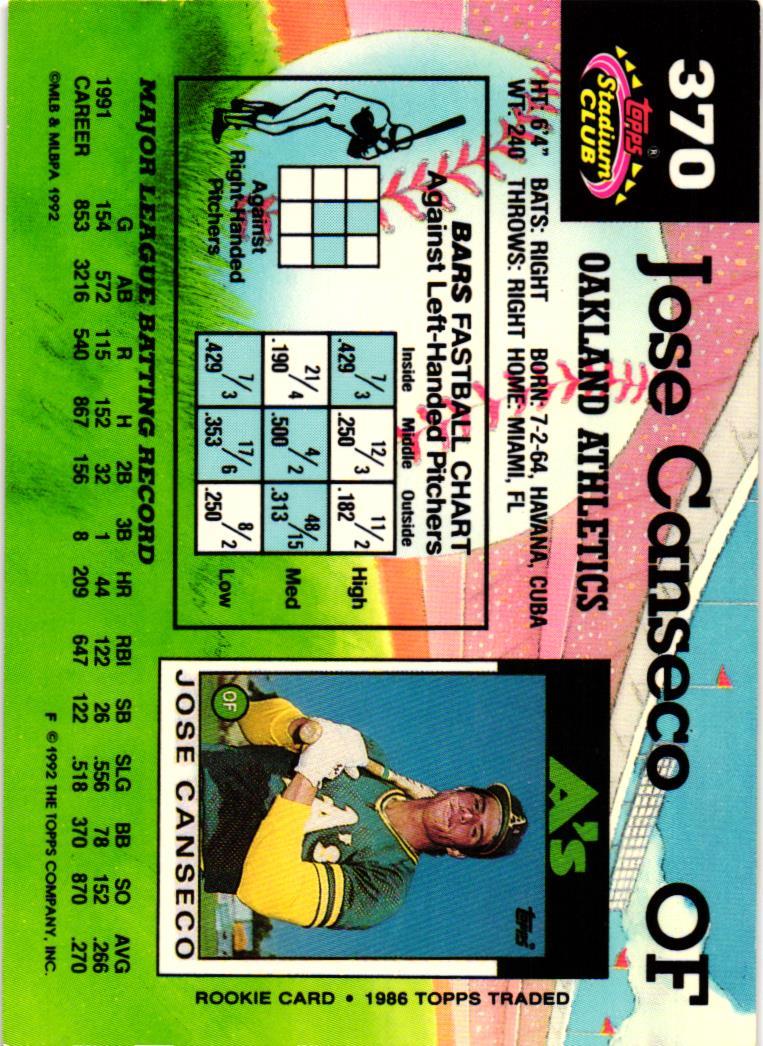 370
Jose Canseco OF
Topps ®
Stadium
CLUB
OAKLAND ATHLETICS
HT: 6'4" BATS: RIGHT BORN: 7-2-64, HAVANA, CUBA
WT: 240 THROWS: RIGHT HOME: MIAMI, FL
BARS FASTBALL CHART
Against Left-Handed Pitchers
Inside Middle Outside
7/3 12/3 11/2 High
.429 .250 .182
21/4 4/2 48/15 Med
.190 .500 .313
7/3 17/6 8/2 Low
.429 .353 .250
Against
Right-Handed
Pitchers
A's
Topps
A's
OF
JOSE CANSECO
ROOKIE CARD • 1986 TOPPS TRADED
MAJOR LEAGUE BATTING RECORD
G AB R H 2B 3B HR RBI SB SLG BB SO AVG
1991 154 572 115 152 32 1 44 122 26 .556 78 152 .266
CAREER 853 3216 540 867 156 8 209 647 122 .518 370 870 .270
©MLB & MLBPA 1992 F ©1992 THE TOPPS COMPANY, INC.